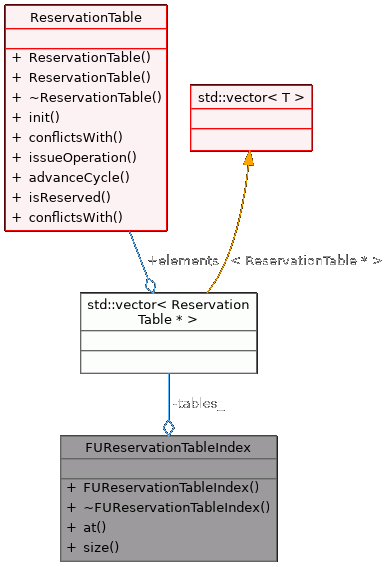 ReservationTable
+ ReservationTable()
+ ReservationTable()
+ ~ReservationTable()
+ init()
+ conflictsWith()
+ issueOperation()
+ advanceCycle()
+ isReserved()
+ conflictsWith()
std::vector< T >
+elements
< ReservationTable * >
std::vector< Reservation
Table * >
-tables_
FUReservationTableIndex
+ FUReservationTableIndex()
+ ~FUReservationTableIndex()
+ at()
+ size()